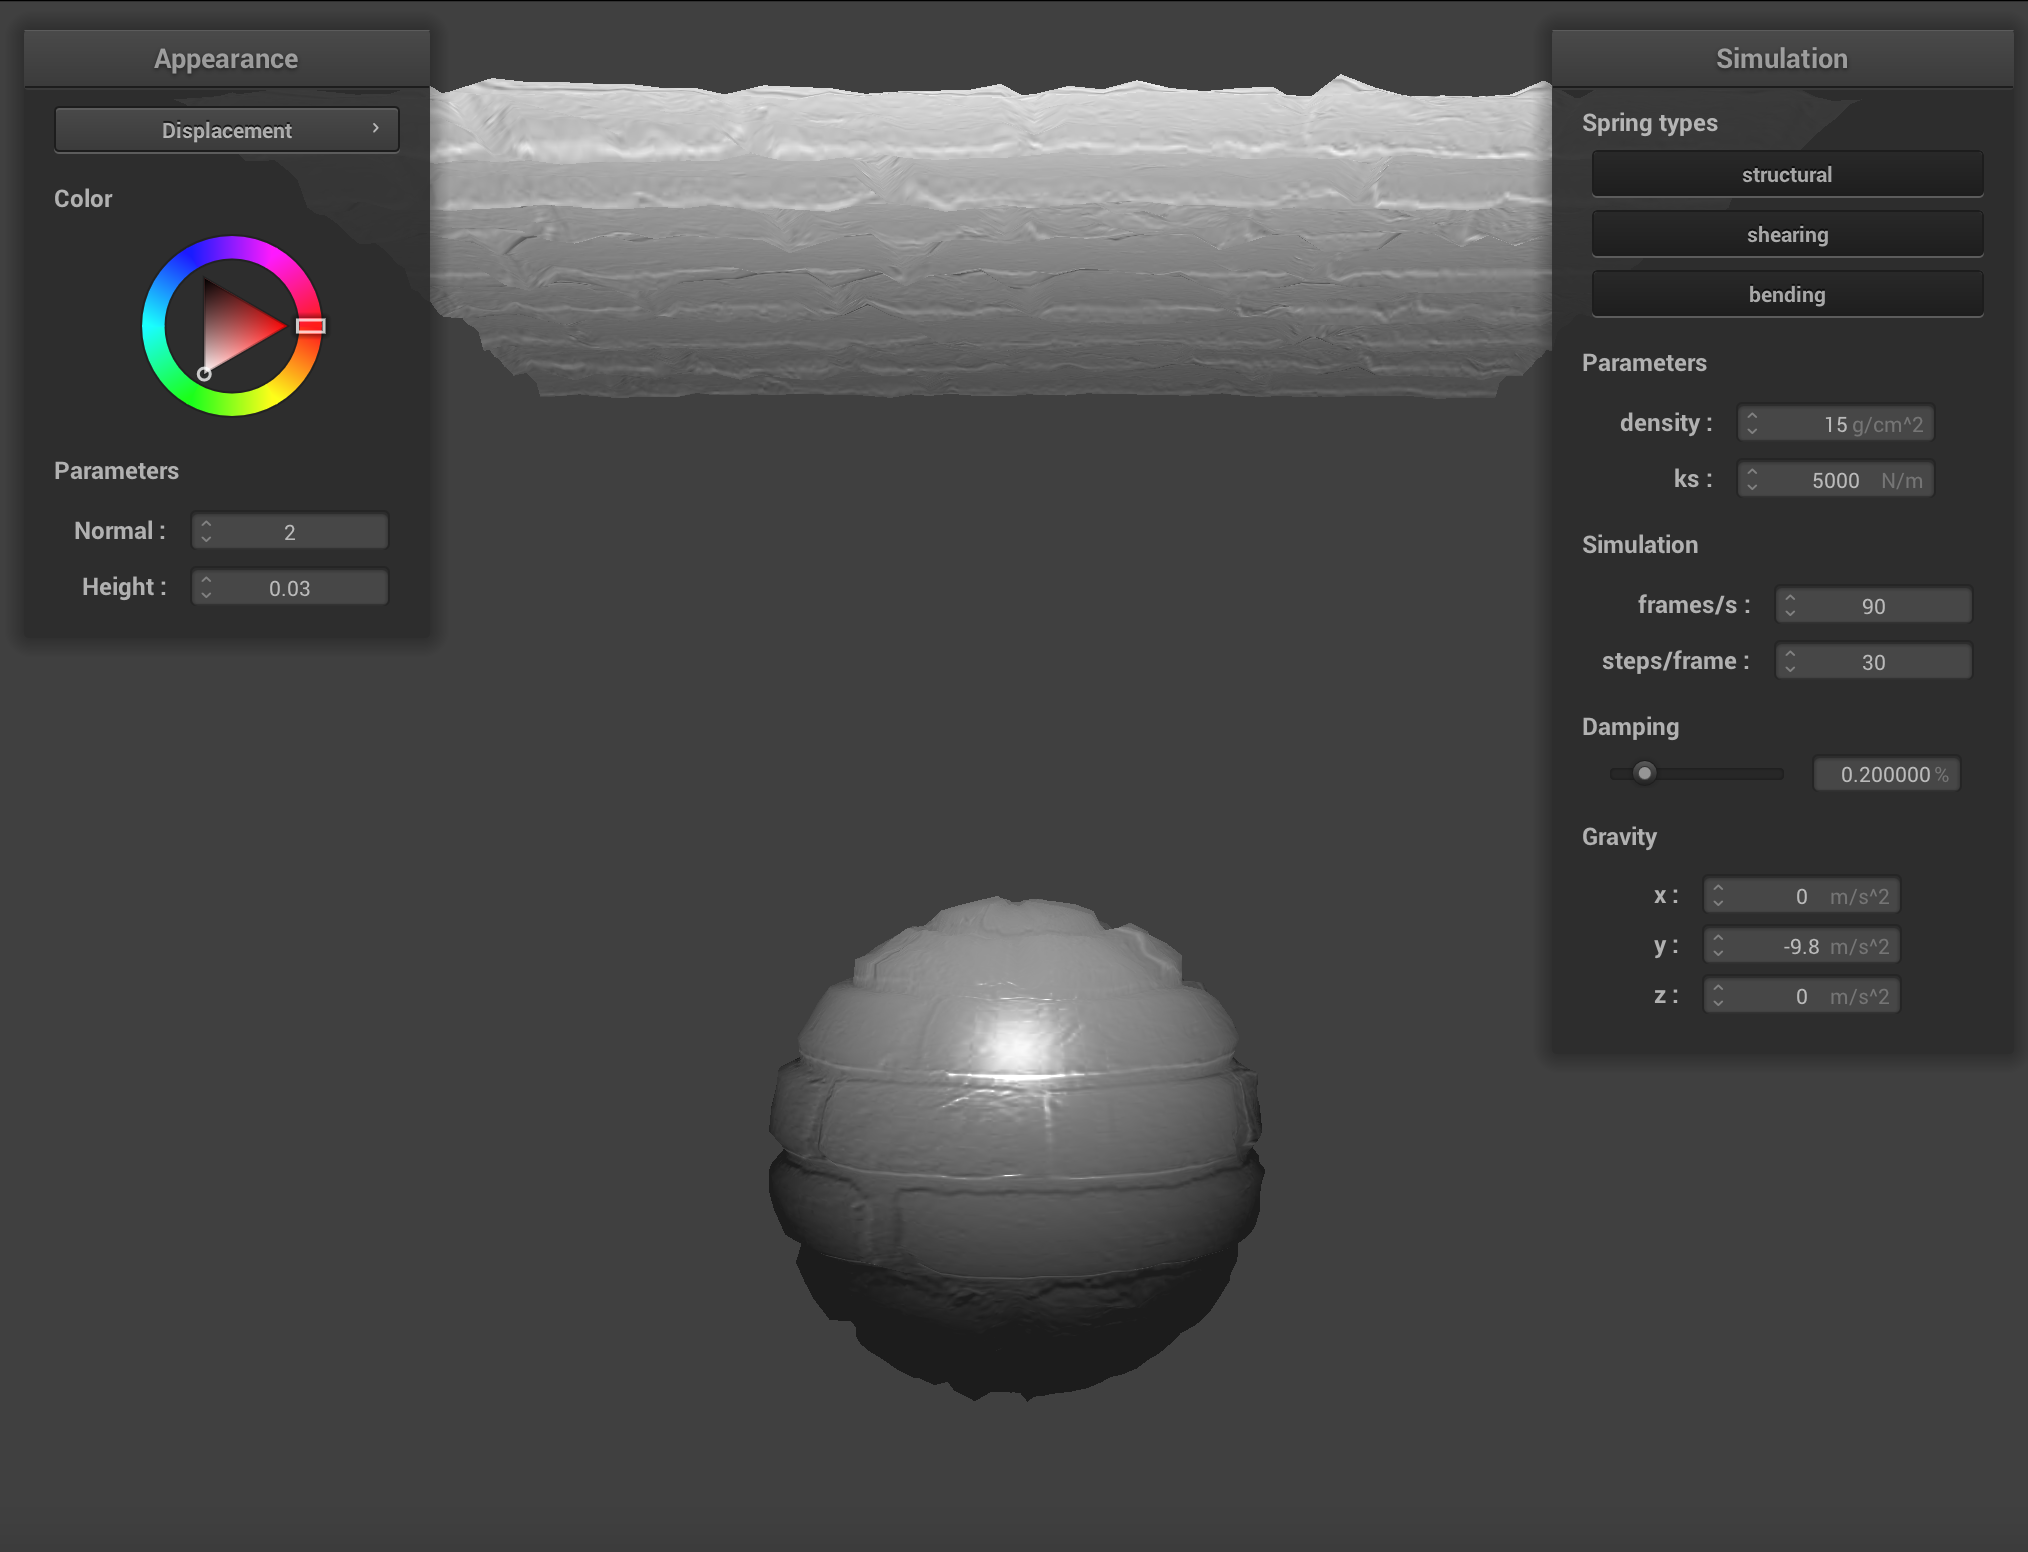 Appearance
Displacement
Color
Parameters
Normal :
2
Height :
0.03
Simulation
Spring types
structural
shearing
bending
Parameters
density :
15 g/cm^2
ks :
5000 N/m
Simulation
frames/s :
90
steps/frame :
30
Damping
0.200000 %
Gravity
x :
0 m/s^2
y :
-9.8 m/s^2
z :
0 m/s^2